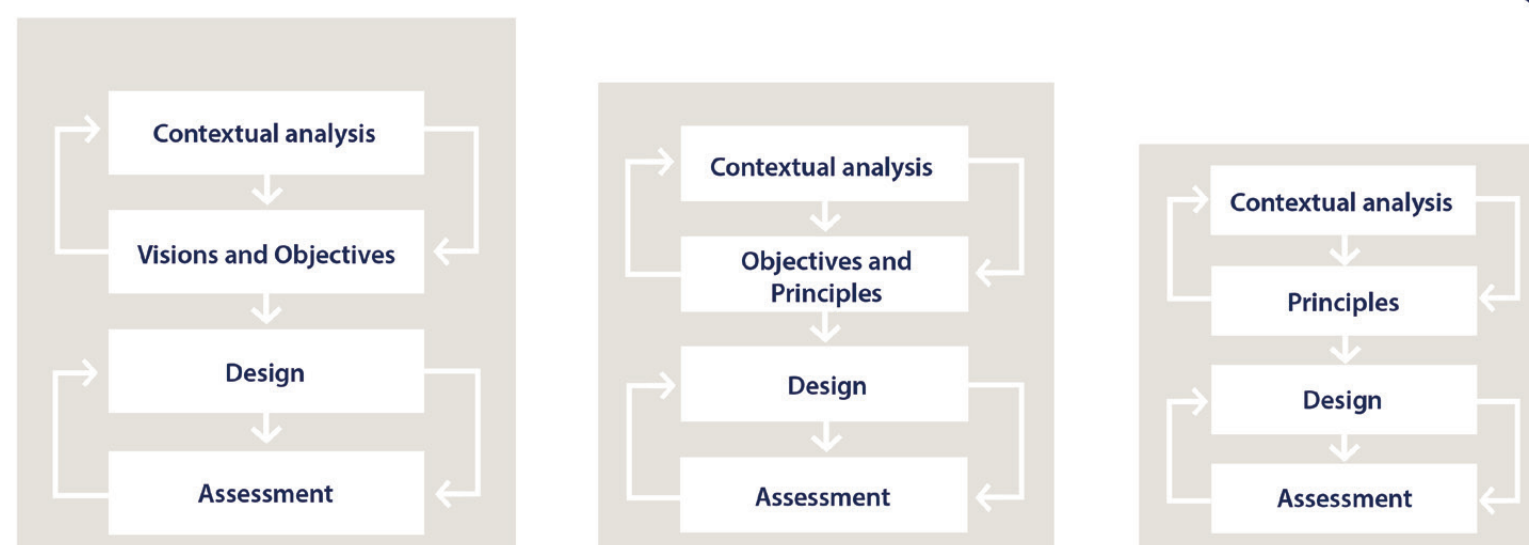 Contextual analysis
Visions and Objectives
Design
Assessment
Contextual analysis
Objectives and
Principles
Design
Assessment
Contextual analysis
Principles
Design
Assessment